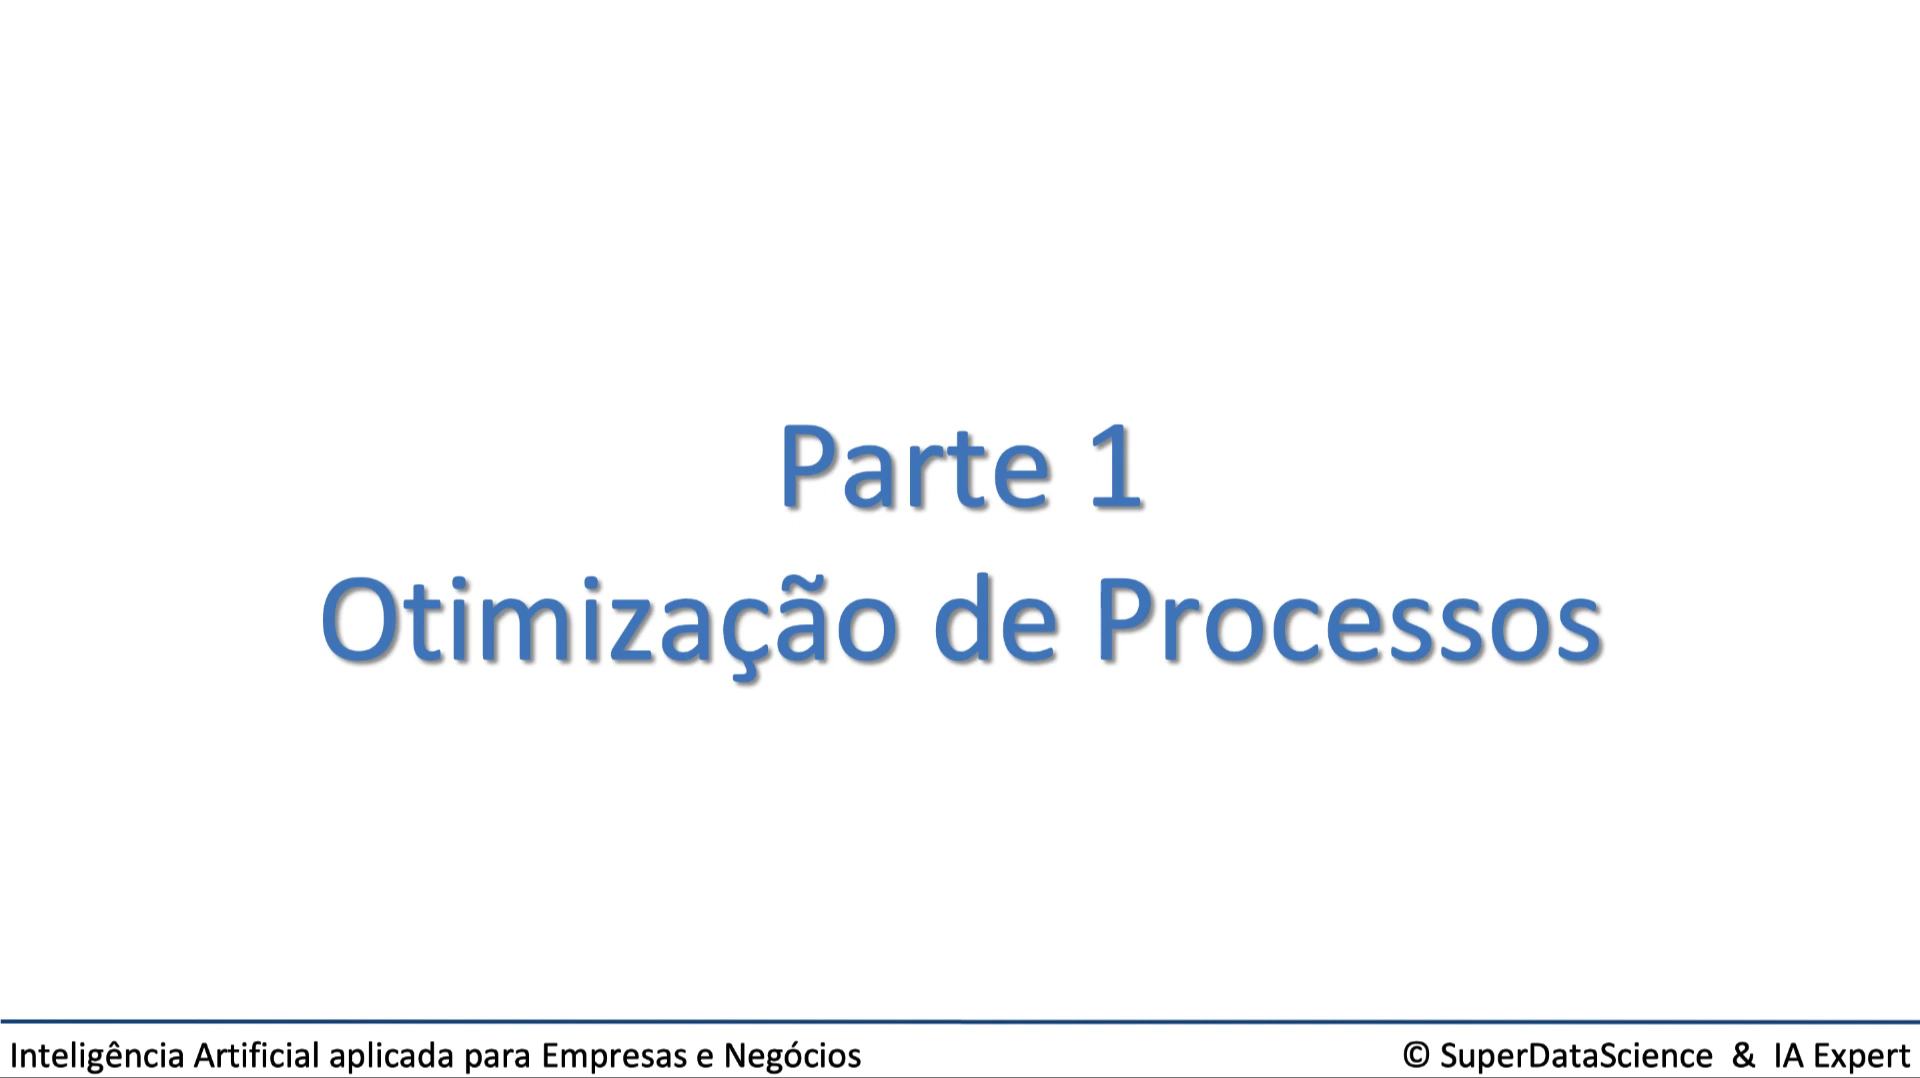 Parte 1
Otimização de Processos
Inteligência Artificial aplicada para Empresas e Negócios
© SuperDataScience & IA Expert